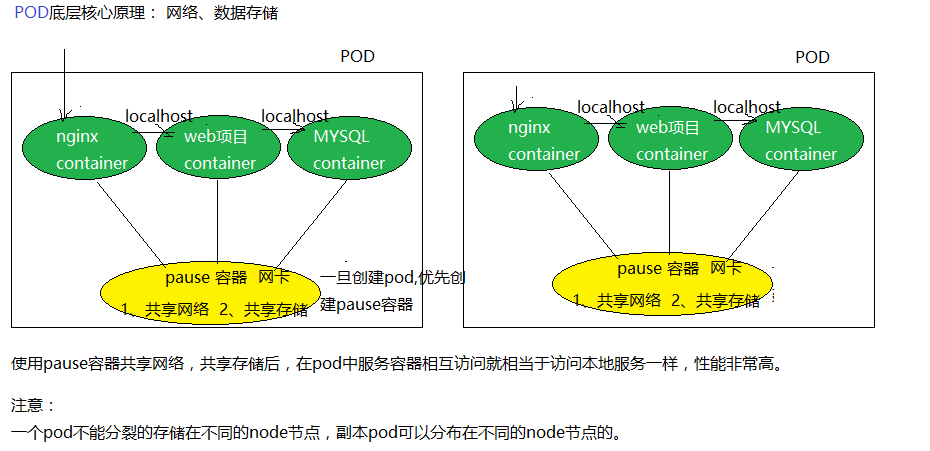 POD底层核心原理： 网络、数据存储
POD
localhost
localhost
nginx
container
web项目
container
MYSQL
container
pause 容器 网卡
1、共享网络 2、共享存储
一旦创建pod,优先创
建pause容器
POD
localhost
localhost
nginx
container
web项目
container
MYSQL
container
pause 容器 网卡
1、共享网络 2、共享存储
使用pause容器共享网络，共享存储后，在pod中服务容器相互访问就相当于访问本地服务一样，性能非常高。
注意：
一个pod不能分裂的存储在不同的node节点，副本pod可以分布在不同的node节点的。